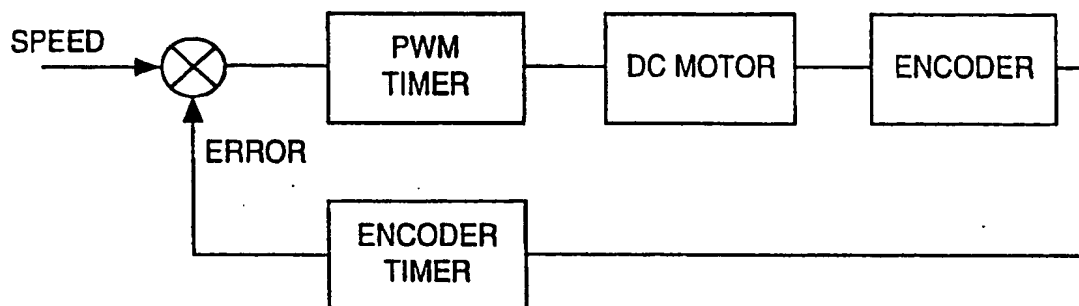 SPEED
PWM
TIMER
DC MOTOR
ENCODER
ERROR
ENCODER
TIMER